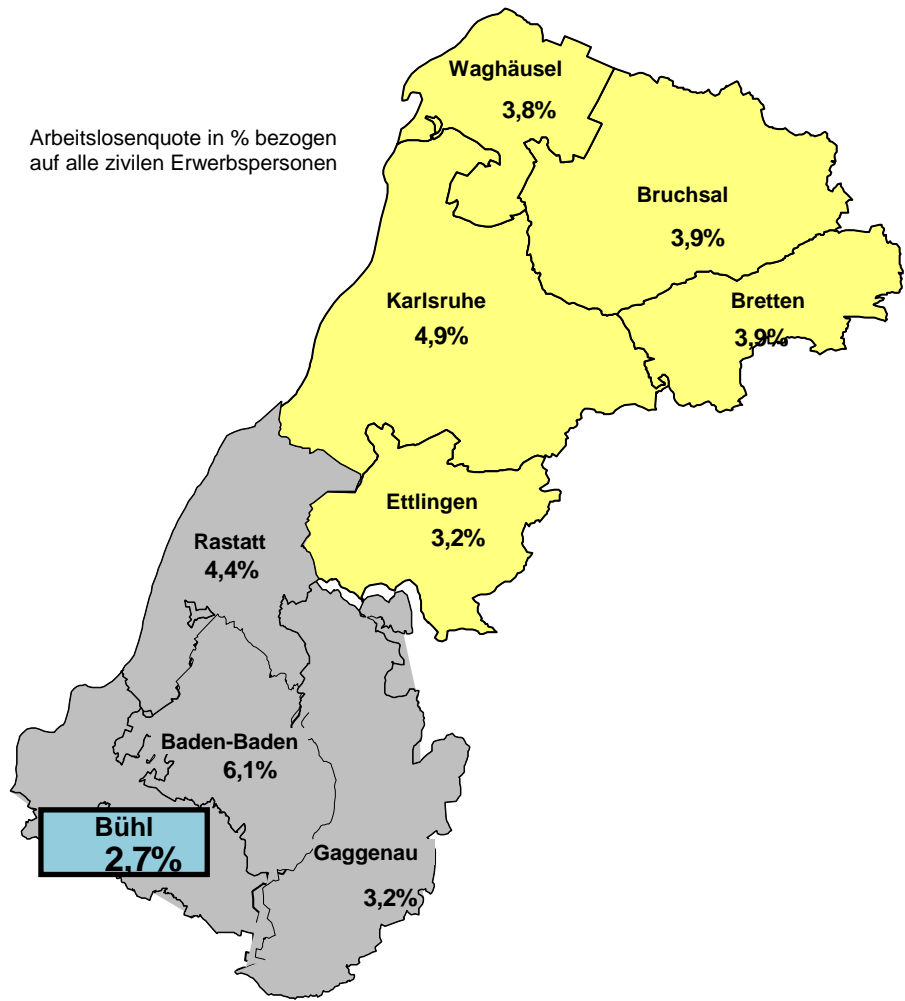 Waghäusel
3,8%
Arbeitslosenquote in % bezogen
auf alle zivilen Erwerbspersonen
Bruchsal
3,9%
Karlsruhe
4,9%
Bretten
3,9%
Ettlingen
3,2%
Rastatt
4,4%
Baden-Baden
6,1%
Bühl
2,7%
Gaggenau
3,2%